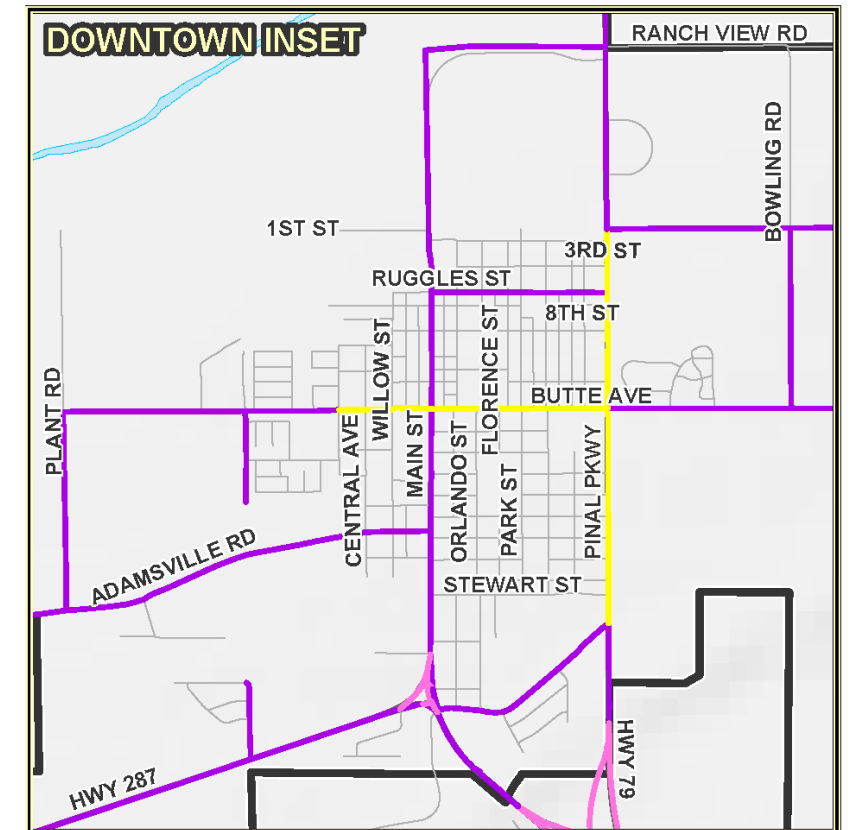 DOWNTOWN INSET
RANCH VIEW RD
BOWLING RD
1ST ST
3RD ST
RUGGLES ST
8TH ST
WILLOW ST
FLORENCE ST
PLANT RD
BUTTE AVE
MAIN ST
CENTRAL AVE
ORLANDO ST
PARK ST
PINAL PKWY
ADAMSVILLE RD
STEWART ST
HWY 79
HWY 287